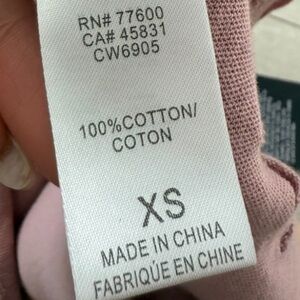 RN# 77600
CA# 45831
CW6905
100%COTTON/
COTON
XS
MADE IN CHINA
FABRIQUÉ EN CHINE